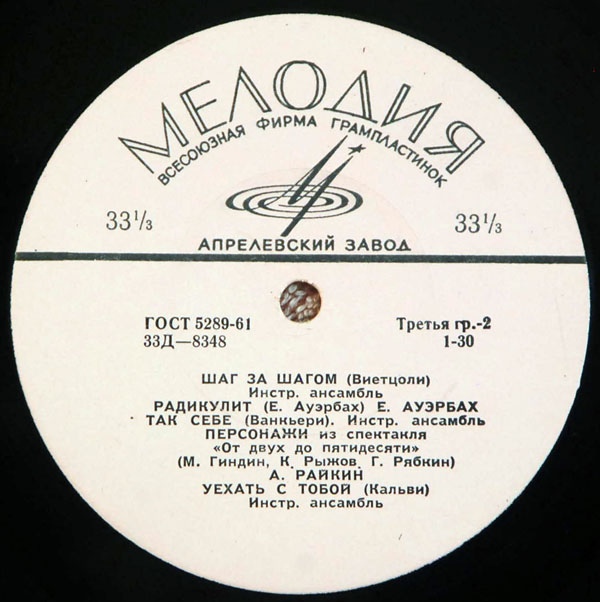 МЕЛОДИЯ
ВСЕСОЮЗНАЯ ФИРМА ГРАМПЛАСТИНОК
33⅓ 33⅓
АПРЕЛЕВСКИЙ ЗАВОД
ГОСТ 5289-61 Третья гр.-2
33Д—8348 1-30
ШАГ ЗА ШАГОМ (Виетцоли)
Инстр. ансамбль
РАДИКУЛИТ (Е. Ауэрбах) Е. АУЭРБАХ
ТАК СЕБЕ (Ванкьери). Инстр. ансамбль
ПЕРСОНАЖИ из спектакля
«От двух до пятидесяти»
(М. Гиндин, К. Рыжов, Г. Рябкин)
А. РАЙКИН
УЕХАТЬ С ТОБОЙ (Кальви)
Инстр. ансамбль